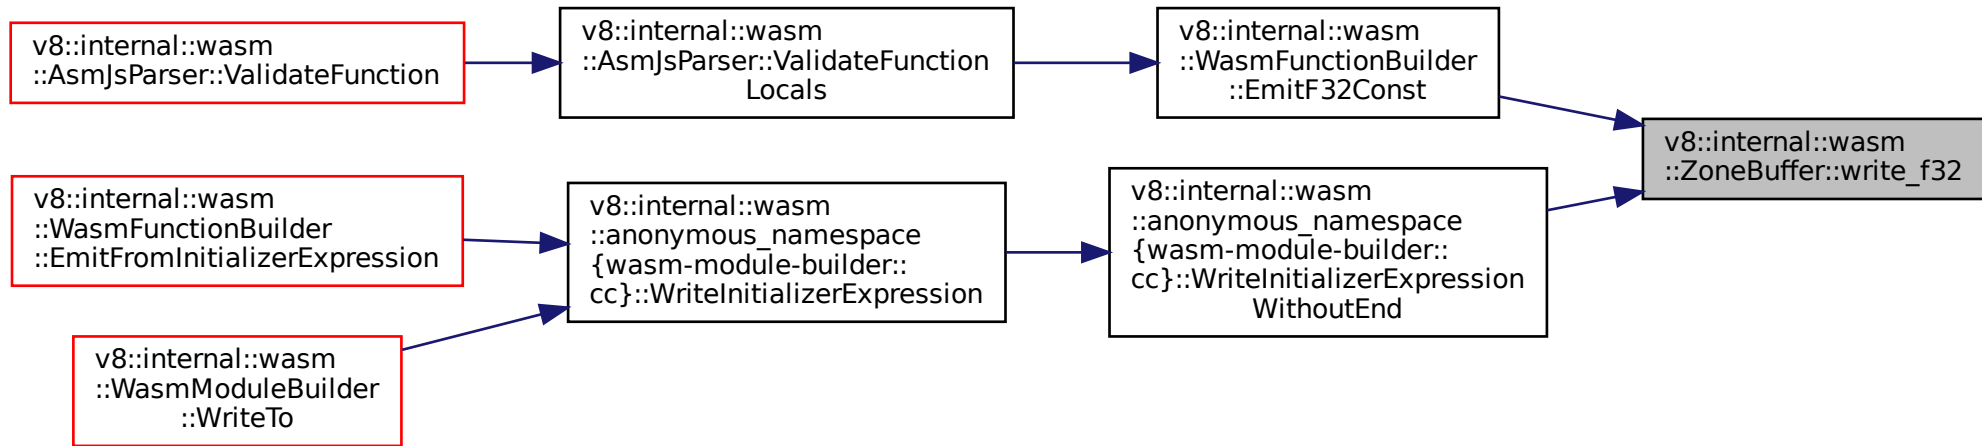 v8::internal::wasm
::AsmJsParser::ValidateFunction
v8::internal::wasm
::AsmJsParser::ValidateFunction
Locals
v8::internal::wasm
::WasmFunctionBuilder
::EmitF32Const
v8::internal::wasm
::ZoneBuffer::write_f32
v8::internal::wasm
::WasmFunctionBuilder
::EmitFromInitializerExpression
v8::internal::wasm
::anonymous_namespace
{wasm-module-builder::
cc}::WriteInitializerExpression
v8::internal::wasm
::anonymous_namespace
{wasm-module-builder::
cc}::WriteInitializerExpression
WithoutEnd
v8::internal::wasm
::WasmModuleBuilder
::WriteTo